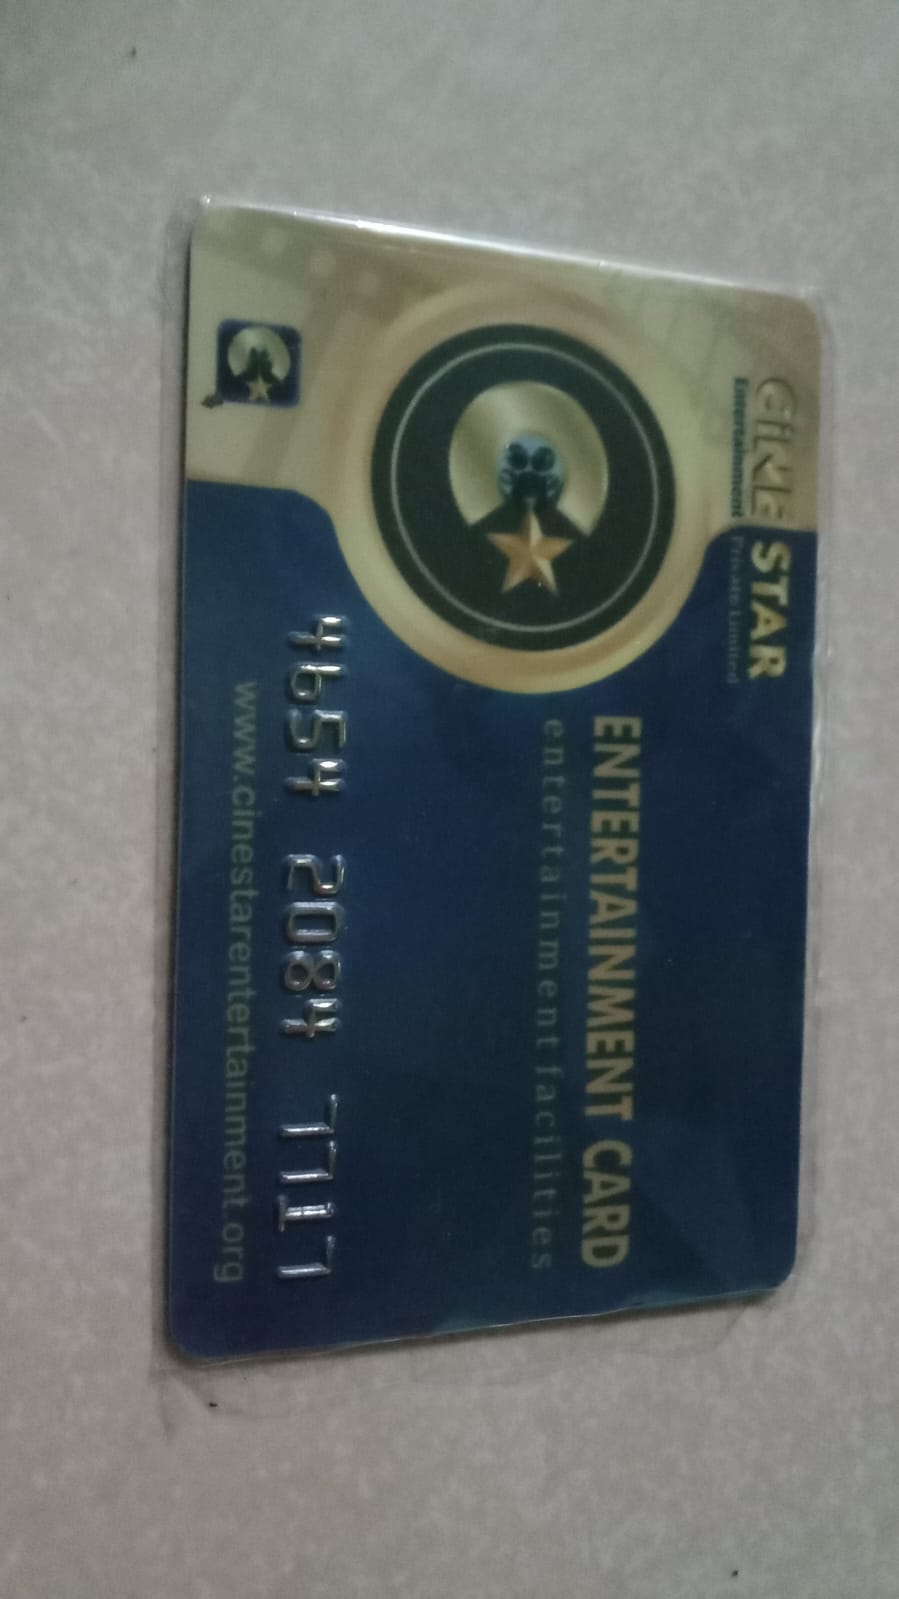 CiNE STAR
Entertainment Private Limited
ENTERTAINMENT CARD
entertainment facilities
4654 2084 7717
www.cinestarentertainment.org